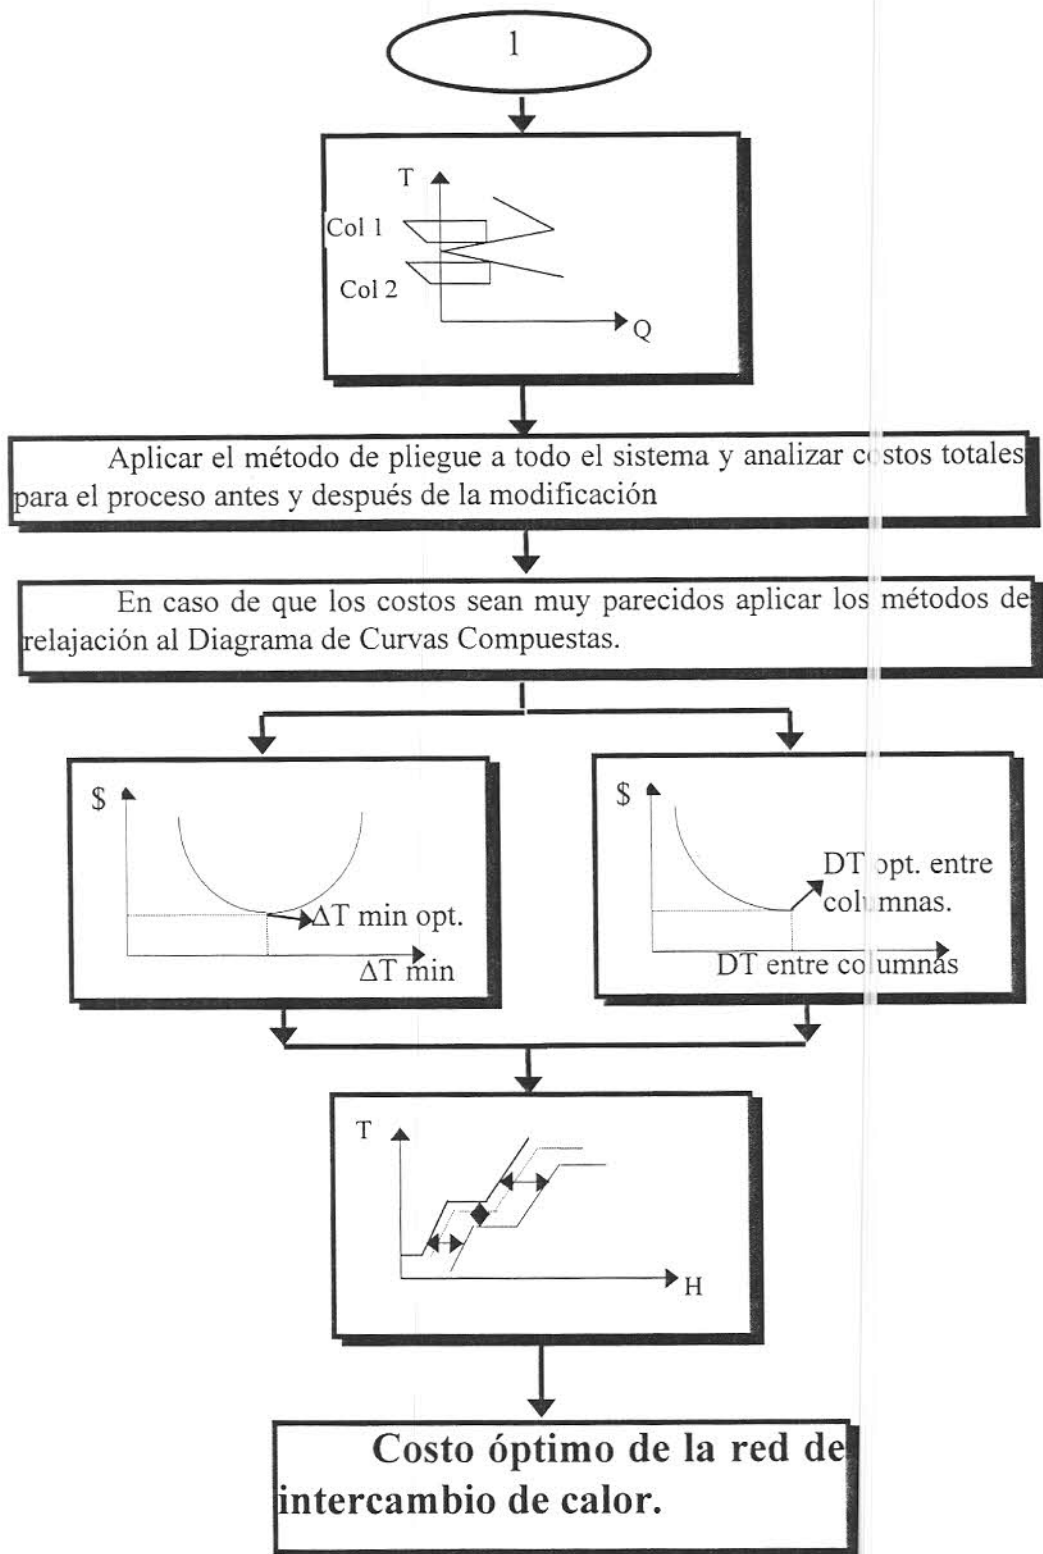 1
T
Col 1
Col 2
Q
Aplicar el método de pliegue a todo el sistema y analizar costos totales
para el proceso antes y después de la modificación
En caso de que los costos sean muy parecidos aplicar los métodos de
relajación al Diagrama de Curvas Compuestas.
$
ΔT min opt.
ΔT min
$
DT opt. entre
columnas.
DT entre columnas
T
H
Costo óptimo de la red de
intercambio de calor.